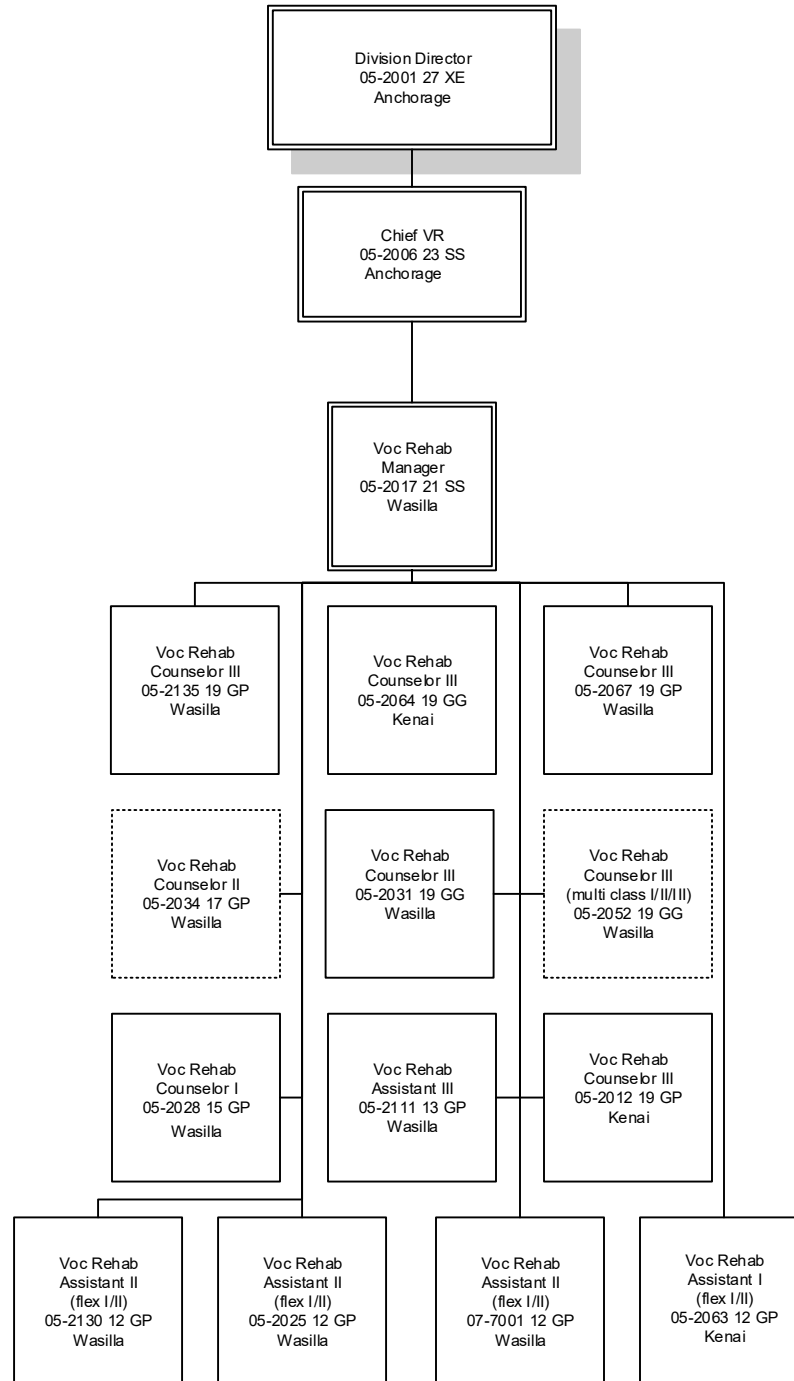 Division Director
05-2001 27 XE
Anchorage
Chief VR
05-2006 23 SS
Anchorage
Voc Rehab
Manager
05-2017 21 SS
Wasilla
Voc Rehab
Counselor III
05-2135 19 GP
Wasilla
Voc Rehab
Counselor III
05-2064 19 GG
Kenai
Voc Rehab
Counselor III
05-2067 19 GP
Wasilla
Voc Rehab
Counselor II
05-2034 17 GP
Wasilla
Voc Rehab
Counselor III
05-2031 19 GG
Wasilla
Voc Rehab
Counselor III
(multi class I/II/III)
05-2052 19 GG
Wasilla
Voc Rehab
Counselor I
05-2028 15 GP
Wasilla
Voc Rehab
Assistant III
05-2111 13 GP
Wasilla
Voc Rehab
Counselor III
05-2012 19 GP
Kenai
Voc Rehab
Assistant II
(flex I/II)
05-2130 12 GP
Wasilla
Voc Rehab
Assistant II
(flex I/II)
05-2025 12 GP
Wasilla
Voc Rehab
Assistant II
(flex I/II)
07-7001 12 GP
Wasilla
Voc Rehab
Assistant I
(flex I/II)
05-2063 12 GP
Kenai